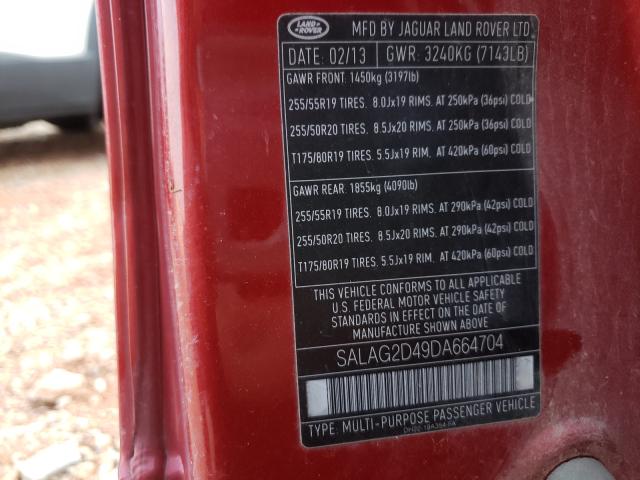 LAND
ROVER
MFD BY JAGUAR LAND ROVER LTD
DATE: 02/13 GWR: 3240KG (7143LB)
GAWR FRONT. 1450kg (3197lb)
255/55R19 TIRES. 8.0Jx19 RIMS. AT 250kPa (36psi) COLD
255/50R20 TIRES. 8.5Jx20 RIMS. AT 250kPa (36psi) COLD
T175/80R19 TIRES. 5.5Jx19 RIM. AT 420kPa (60psi) COLD
GAWR REAR. 1855kg (4090lb)
255/55R19 TIRES. 8.0Jx19 RIMS. AT 290kPa (42psi) COLD
255/50R20 TIRES. 8.5Jx20 RIMS. AT 290kPa (42psi) COLD
T175/80R19 TIRES. 5.5Jx19 RIM. AT 420kPa (60psi) COLD
THIS VEHICLE CONFORMS TO ALL APPLICABLE
U.S. FEDERAL MOTOR VEHICLE SAFETY
STANDARDS IN EFFECT ON THE DATE OF
MANUFACTURE SHOWN ABOVE
SALAG2D49DA664704
TYPE: MULTI-PURPOSE PASSENGER VEHICLE